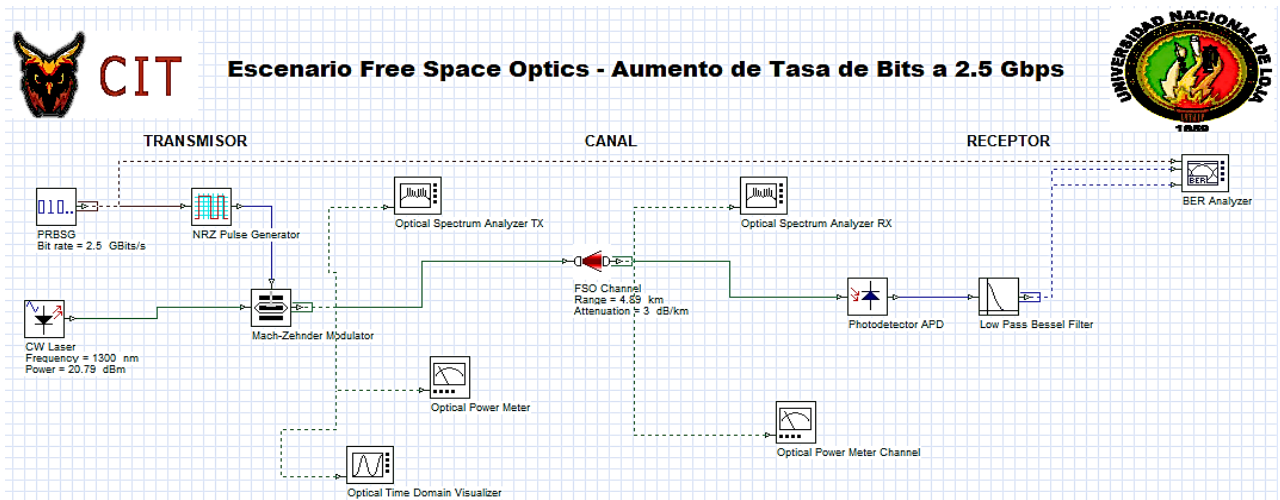 CIT
Escenario Free Space Optics - Aumento de Tasa de Bits a 2.5 Gbps
UNIVERSIDAD NACIONAL DE LOJA
1859
TRANSMISOR
CANAL
RECEPTOR
010..
PRBSG
Bit rate = 2.5 GBits/s
NRZ Pulse Generator
Optical Spectrum Analyzer TX
Optical Spectrum Analyzer RX
BER
BER Analyzer
CW Laser
Frequency = 1300 nm
Power = 20.79 dBm
Mach-Zehnder Modulator
FSO Channel
Range = 4.89 km
Attenuation = 3 dB/km
Photodetector APD
Low Pass Bessel Filter
Optical Power Meter
Optical Power Meter Channel
Optical Time Domain Visualizer